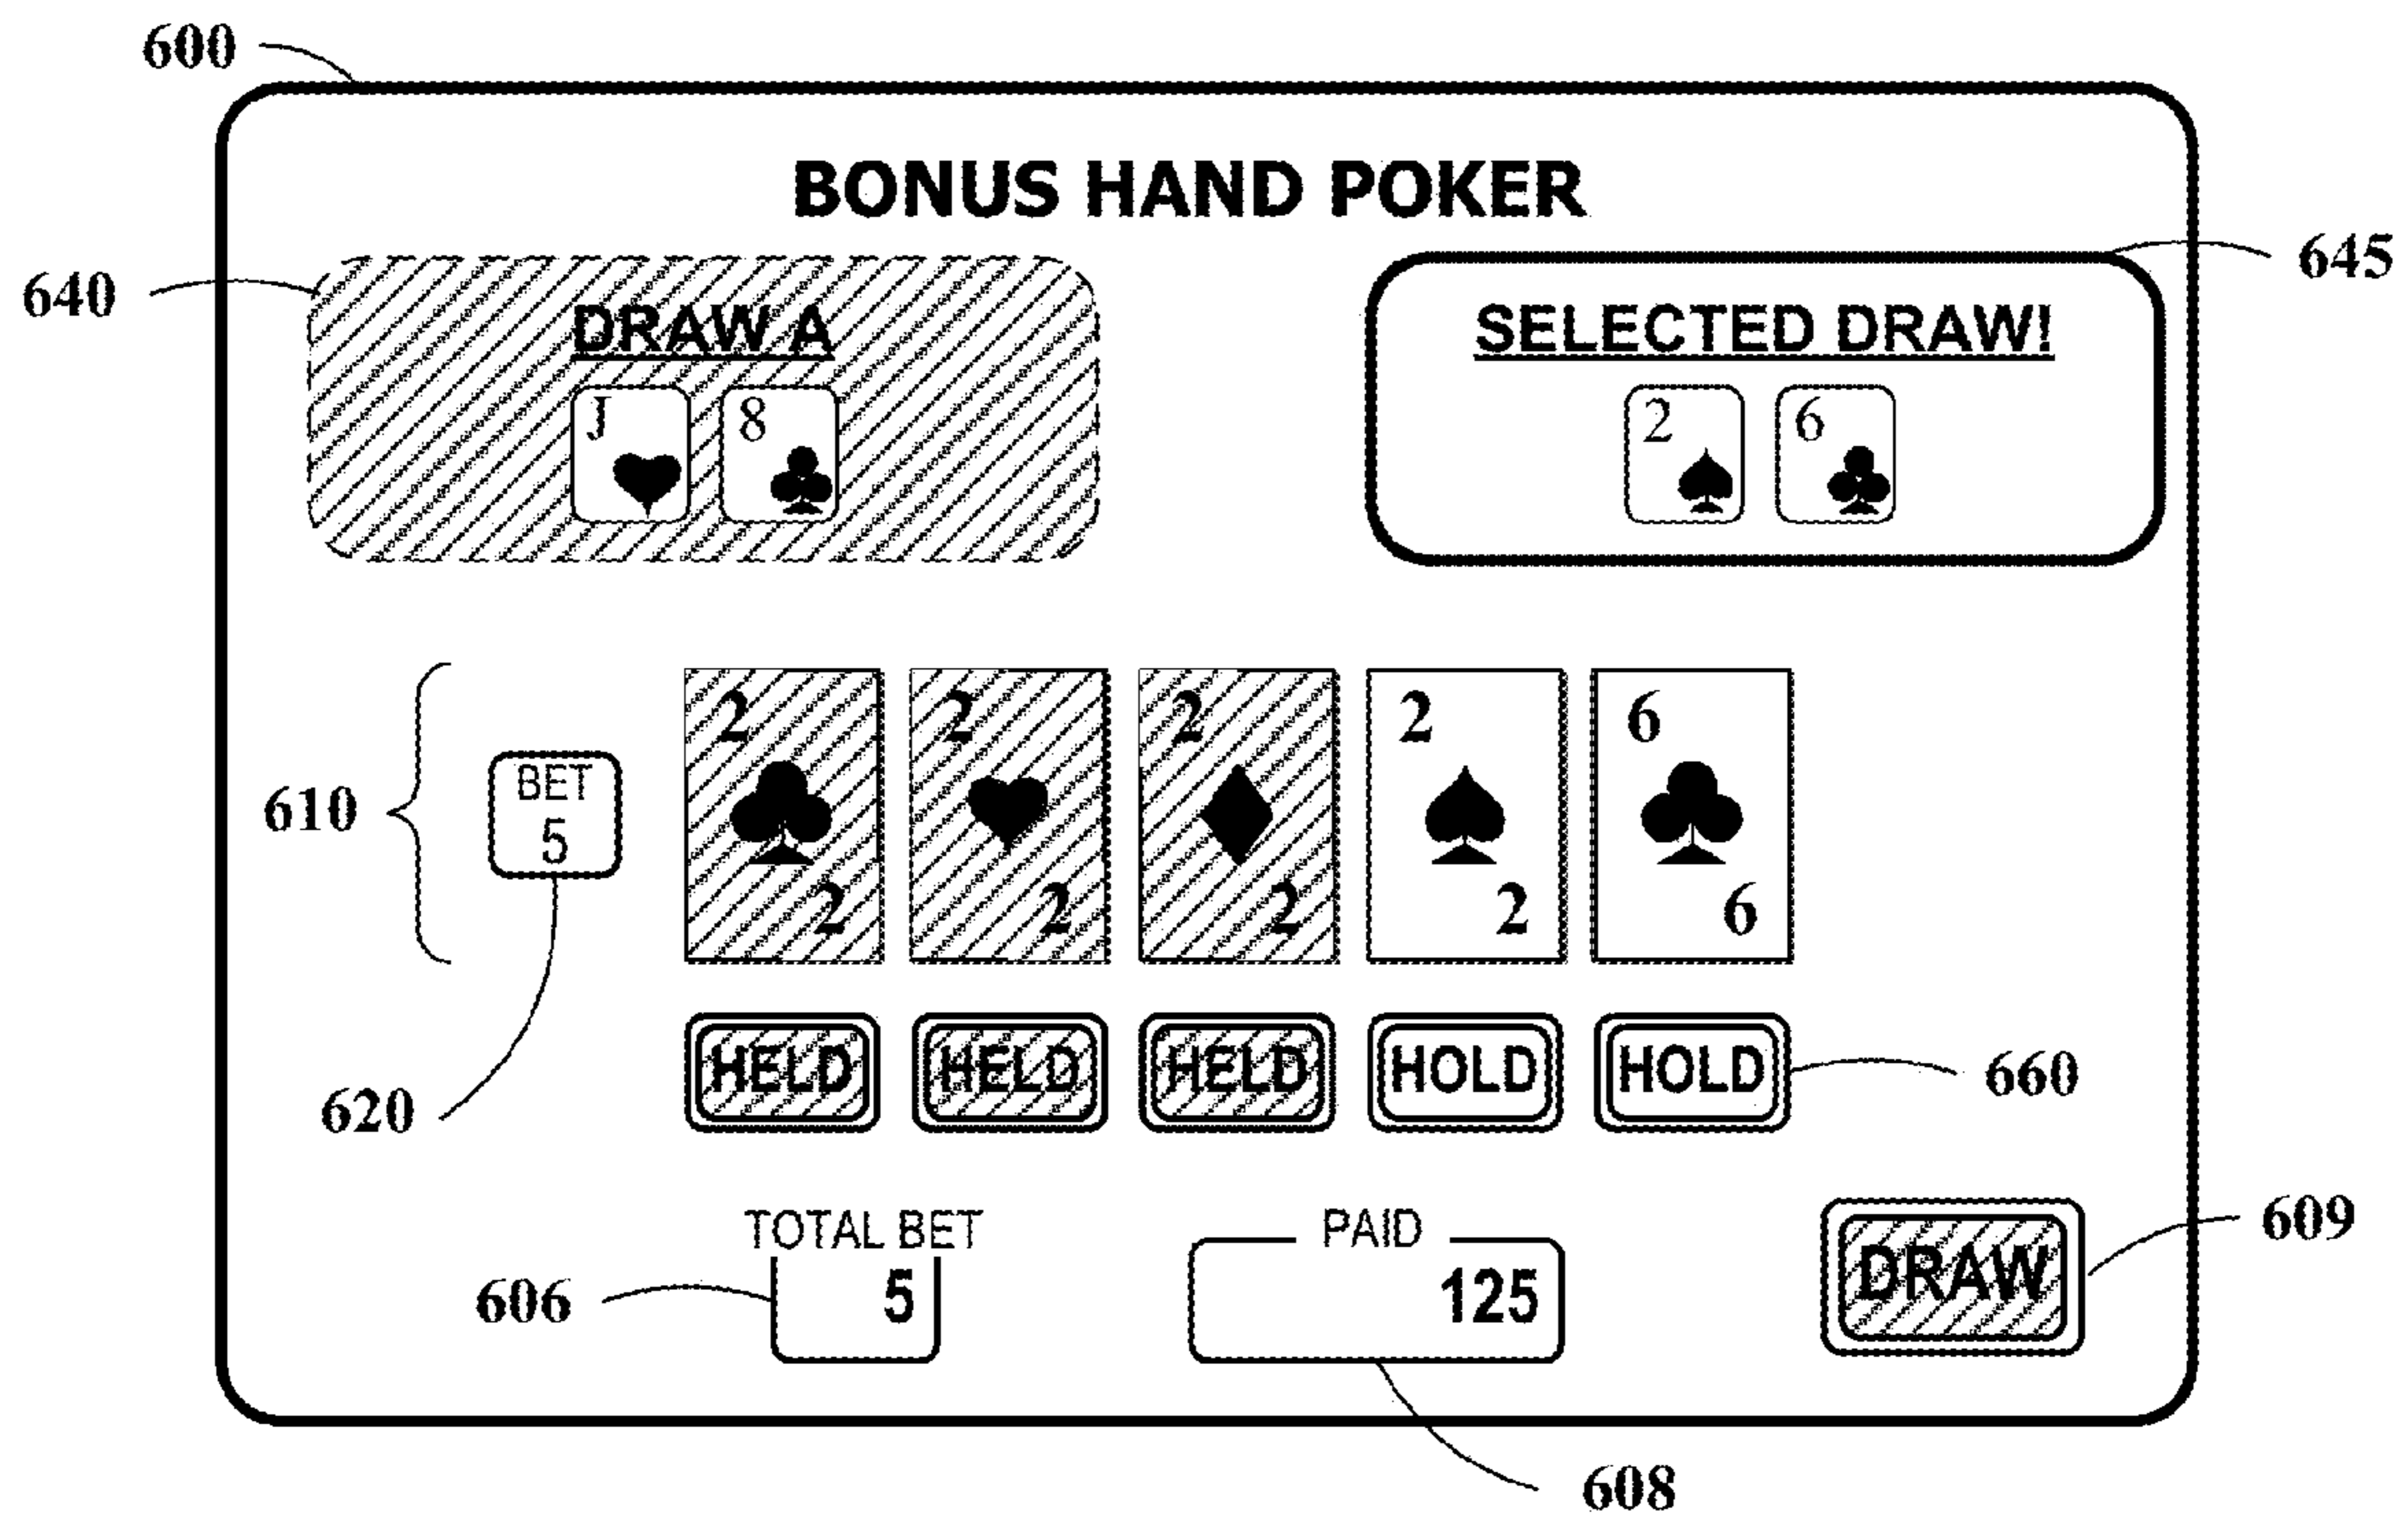 600
BONUS HAND POKER
640
645
DRAW A
SELECTED DRAW!
J 8
2 6
2 2 2 2 6
610
BET
5
2 2 2 2 6
620
HELD HELD HELD HOLD HOLD
660
TOTAL BET
PAID
609
606
5
125
DRAW
608